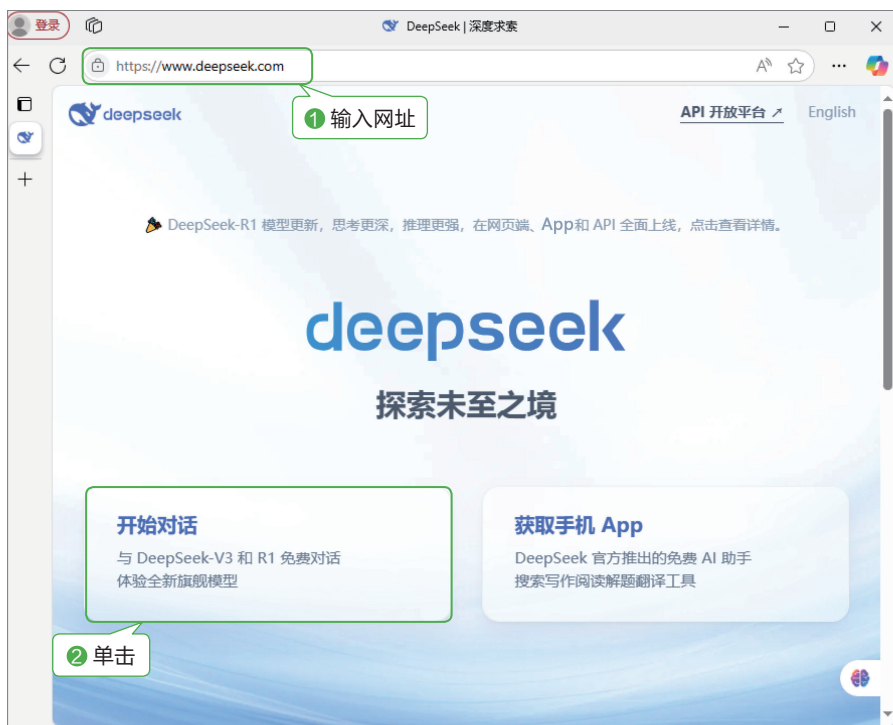 登录
DeepSeek | 深度求索
https://www.deepseek.com
A
deepseek
❶ 输入网址
API 开放平台 ↗
English
DeepSeek-R1 模型更新，思考更深，推理更强，在网页端、App和 API 全面上线，点击查看详情。
deepseek
探索未至之境
开始对话
与 DeepSeek-V3 和 R1 免费对话
体验全新旗舰模型
获取手机 App
DeepSeek 官方推出的免费 AI 助手
搜索写作阅读解题翻译工具
❷ 单击